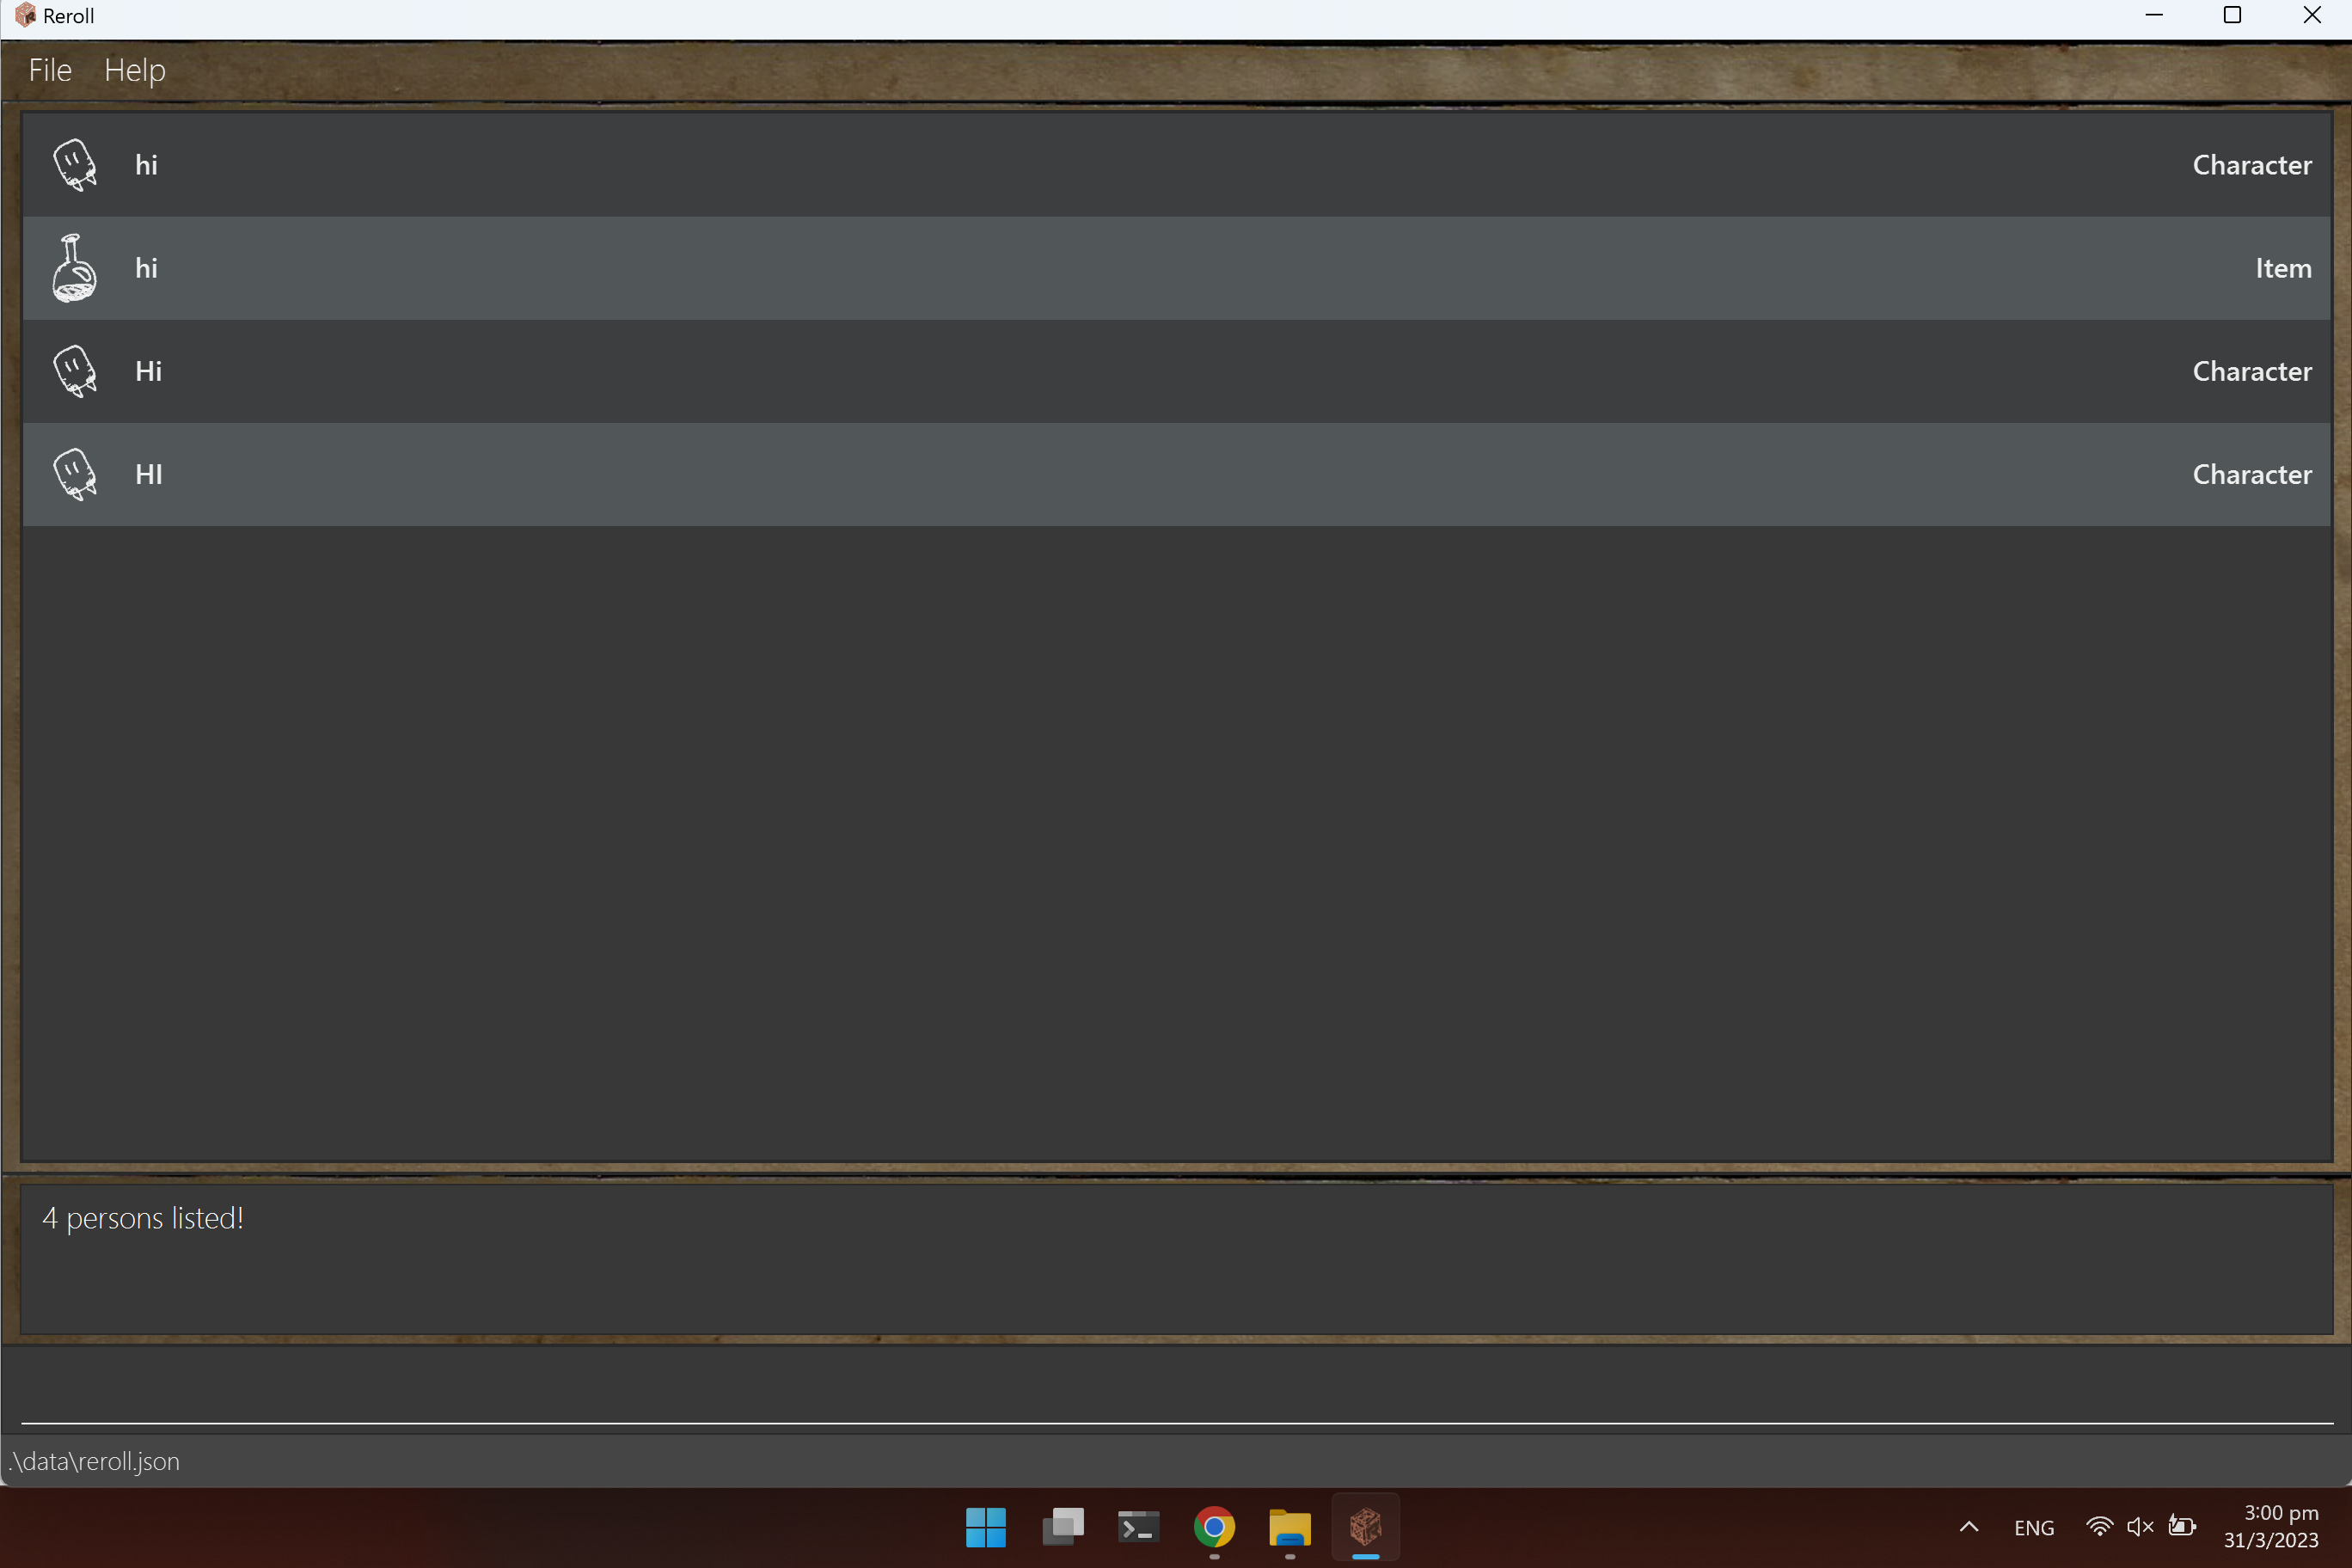 Reroll
File Help
hi Character
hi Item
Hi Character
HI Character
4 persons listed!
.\data\reroll.json
ENG 3:00 pm
31/3/2023